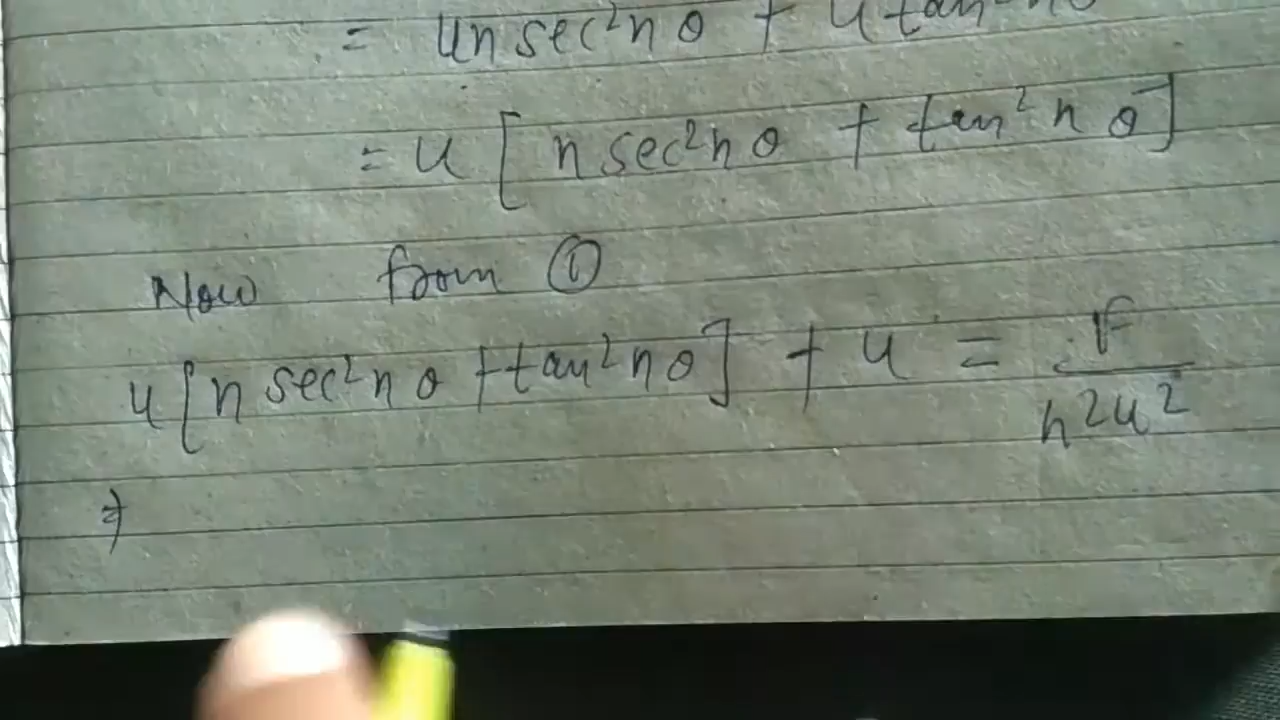 = un sec²nθ + u tan²nθ
= u [ n sec²nθ + tan²nθ ]
Now from ①
u [ n sec²nθ + tan²nθ ] + u = F / h²u²
⇒